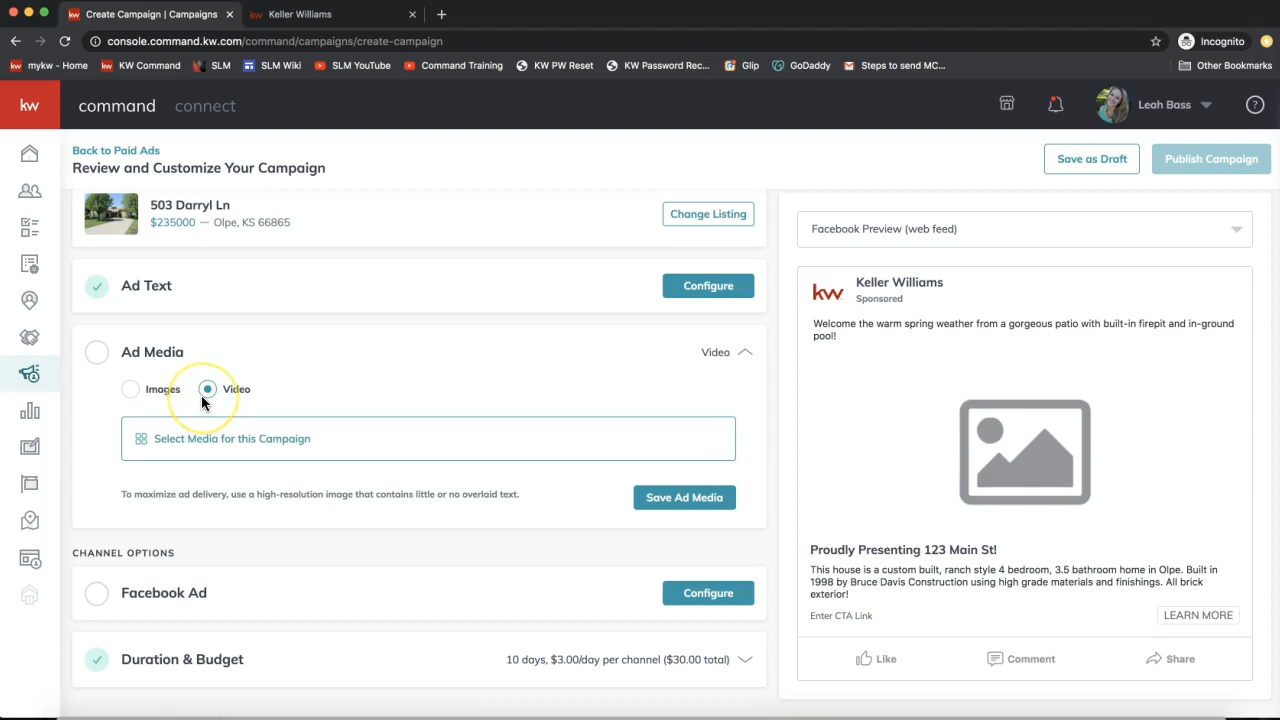 kw Create Campaign | Campaigns
kw Keller Williams
console.command.kw.com/command/campaigns/create-campaign
Incognito
kw mykw - Home
kw KW Command
SLM
SLM Wiki
SLM YouTube
Command Training
KW PW Reset
KW Password Rec...
Glip
GoDaddy
Steps to send MC...
Other Bookmarks
kw
command
connect
Leah Bass
?
Back to Paid Ads
Review and Customize Your Campaign
Save as Draft
Publish Campaign
503 Darryl Ln
$235000 — Olpe, KS 66865
Change Listing
Ad Text
Configure
Ad Media
Video
Images
Video
Select Media for this Campaign
To maximize ad delivery, use a high-resolution image that contains little or no overlaid text.
Save Ad Media
CHANNEL OPTIONS
Facebook Ad
Configure
Duration & Budget
10 days, $3.00/day per channel ($30.00 total)
Facebook Preview (web feed)
kw
Keller Williams
Sponsored
Welcome the warm spring weather from a gorgeous patio with built-in firepit and in-ground
pool!
Proudly Presenting 123 Main St!
This house is a custom built, ranch style 4 bedroom, 3.5 bathroom home in Olpe. Built in
1998 by Bruce Davis Construction using high grade materials and finishings. All brick
exterior!
Enter CTA Link
LEARN MORE
Like
Comment
Share